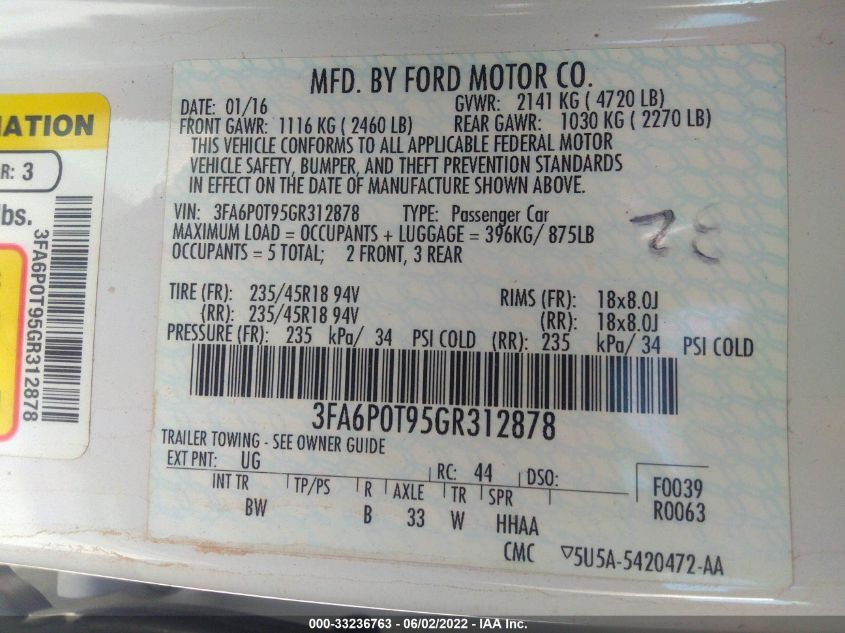 MATION
R: 3
lbs.
3FA6P0T95GR312878
MFD. BY FORD MOTOR CO.
DATE: 01/16 GVWR: 2141 KG ( 4720 LB)
FRONT GAWR: 1116 KG ( 2460 LB) REAR GAWR: 1030 KG ( 2270 LB)
THIS VEHICLE CONFORMS TO ALL APPLICABLE FEDERAL MOTOR
VEHICLE SAFETY, BUMPER, AND THEFT PREVENTION STANDARDS
IN EFFECT ON THE DATE OF MANUFACTURE SHOWN ABOVE.
VIN: 3FA6P0T95GR312878 TYPE: Passenger Car
MAXIMUM LOAD = OCCUPANTS + LUGGAGE = 396KG/ 875LB
OCCUPANTS = 5 TOTAL; 2 FRONT, 3 REAR
TIRE (FR): 235/45R18 94V RIMS (FR): 18x8.0J
(RR): 235/45R18 94V (RR): 18x8.0J
PRESSURE (FR): 235 kPa/ 34 PSI COLD (RR): 235 kPa/ 34 PSI COLD
3FA6P0T95GR312878
TRAILER TOWING - SEE OWNER GUIDE
EXT PNT: UG RC: 44 DSO:
INT TR TP/PS R AXLE TR SPR F0039
BW B 33 W HHAA R0063
CMC ▽5U5A-5420472-AA
000-33236763 - 06/02/2022 - IAA Inc.